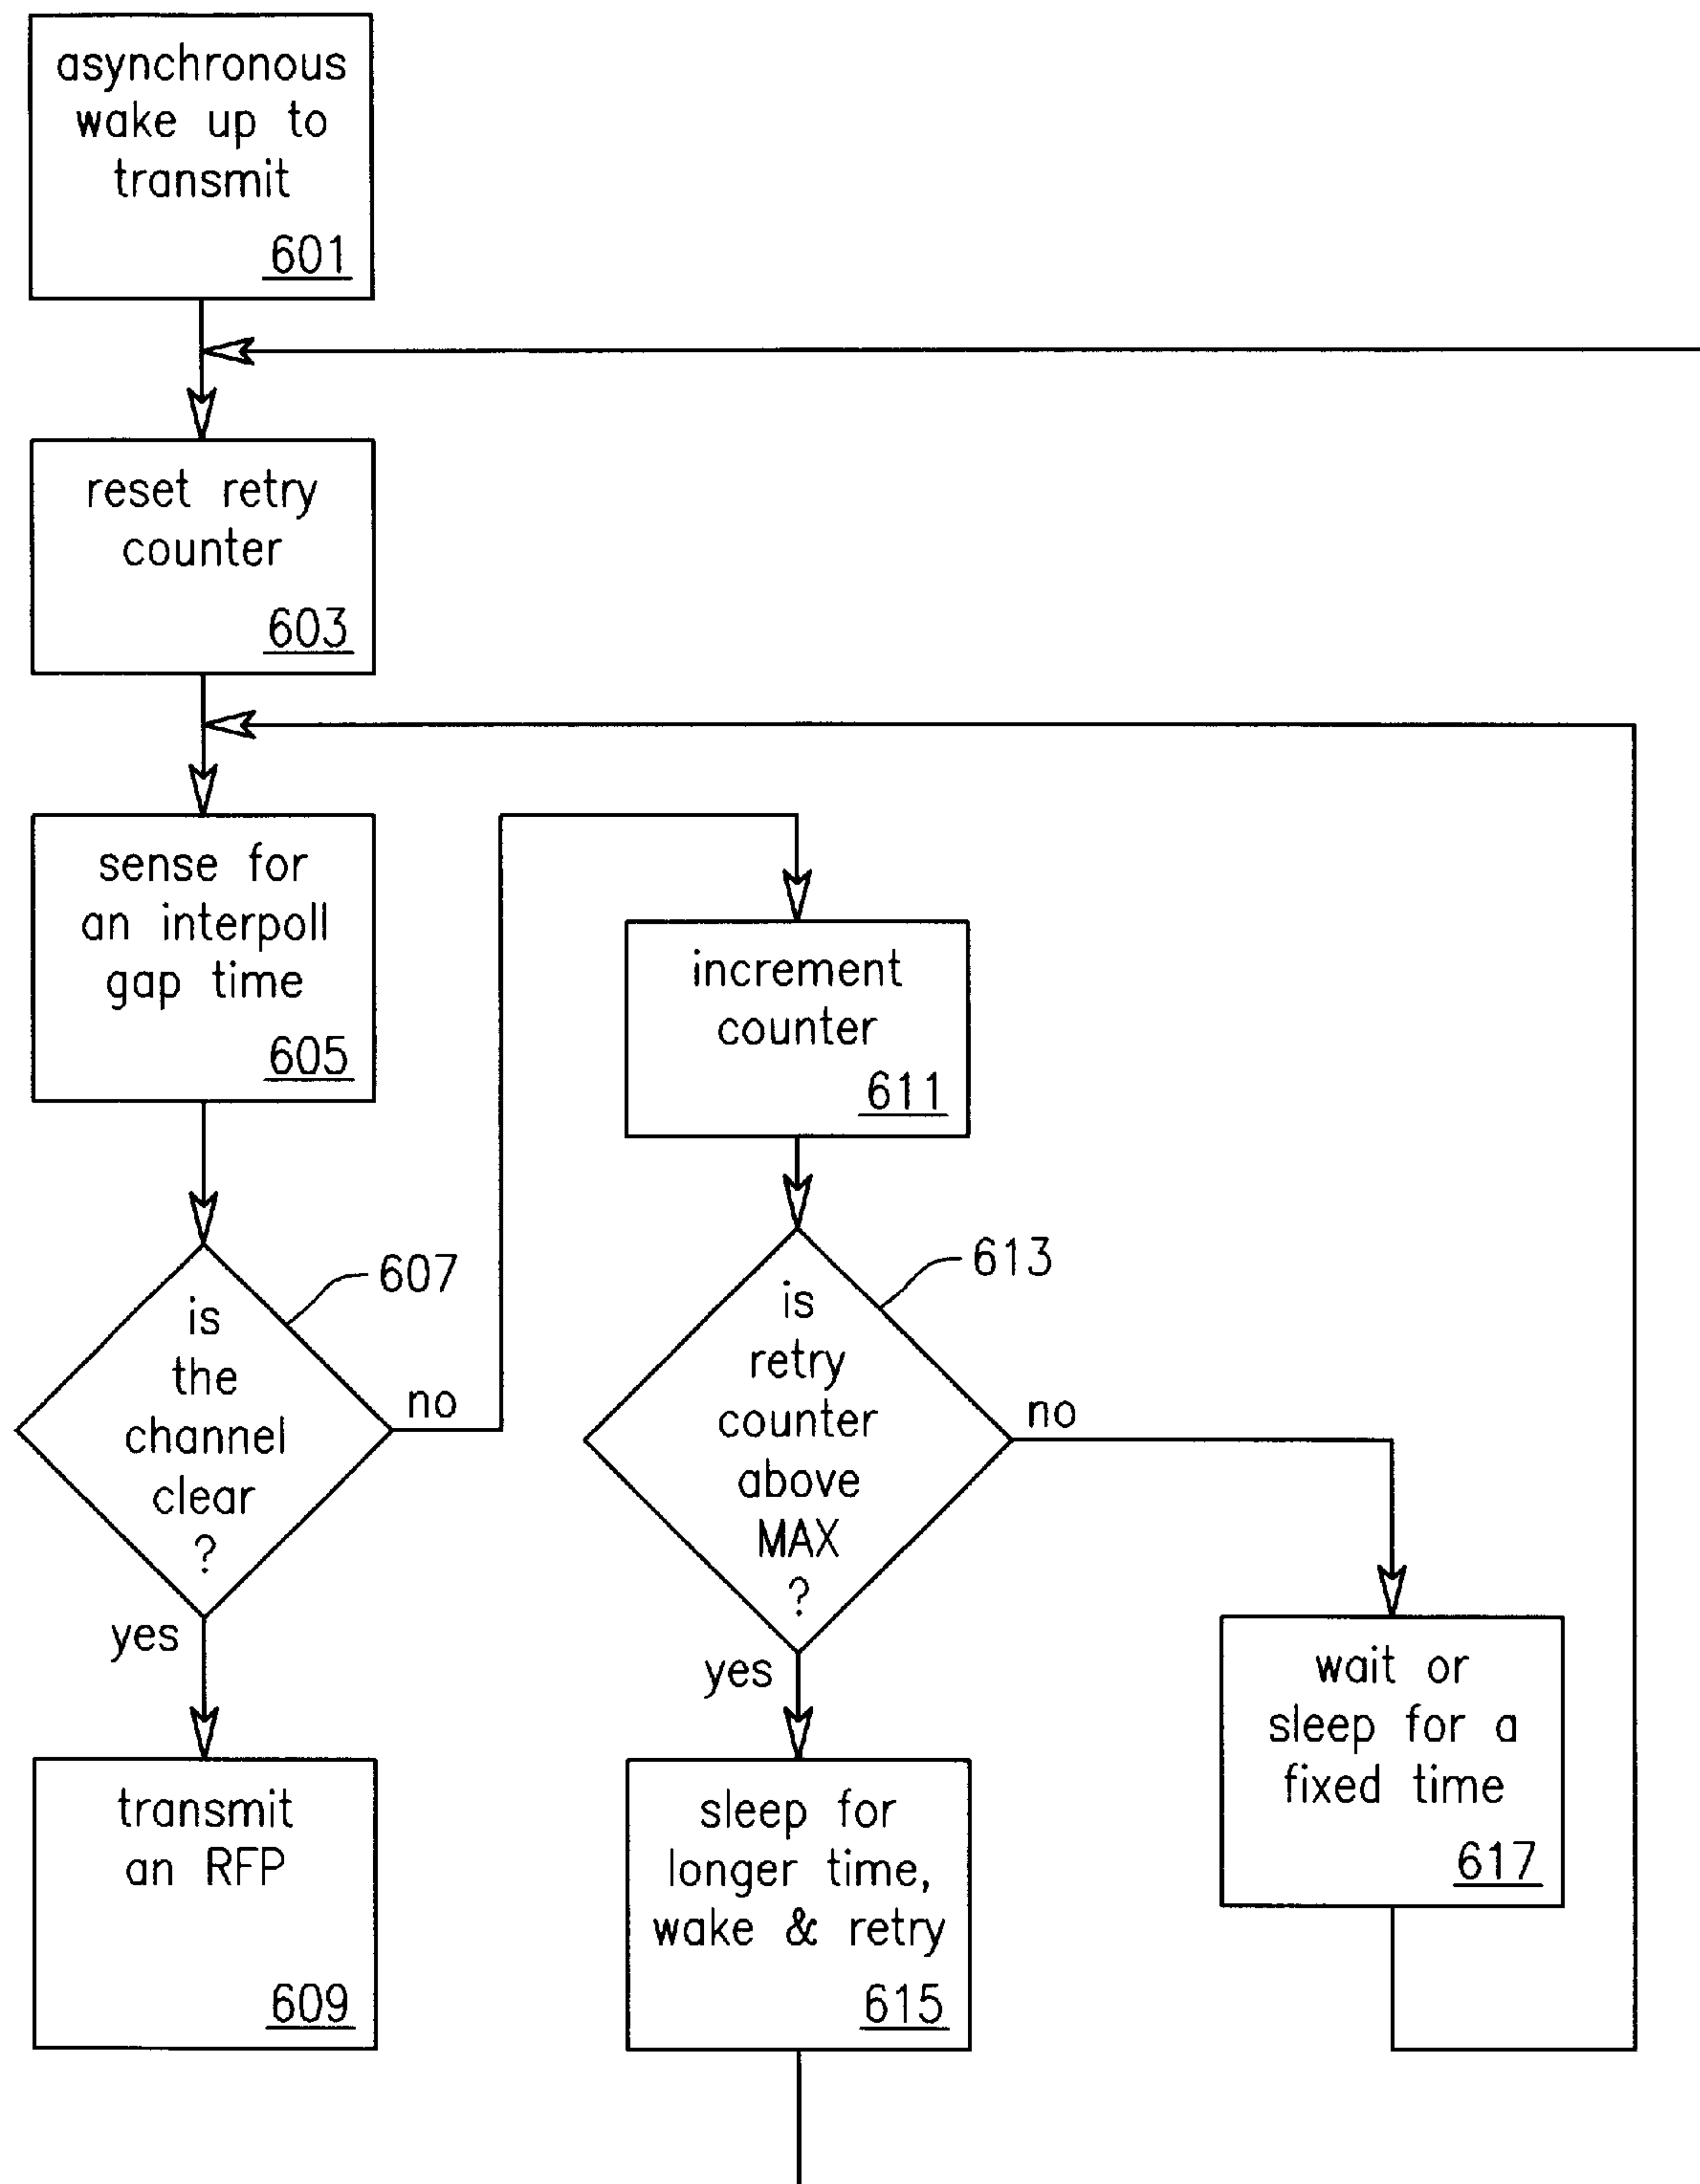 asynchronous
wake up to
transmit
601
reset retry
counter
603
sense for
an interpoll
gap time
605
is
the
channel
clear
?
607
no
yes
transmit
an RFP
609
increment
counter
611
is
retry
counter
above
MAX
?
613
no
yes
sleep for
longer time,
wake & retry
615
wait or
sleep for a
fixed time
617